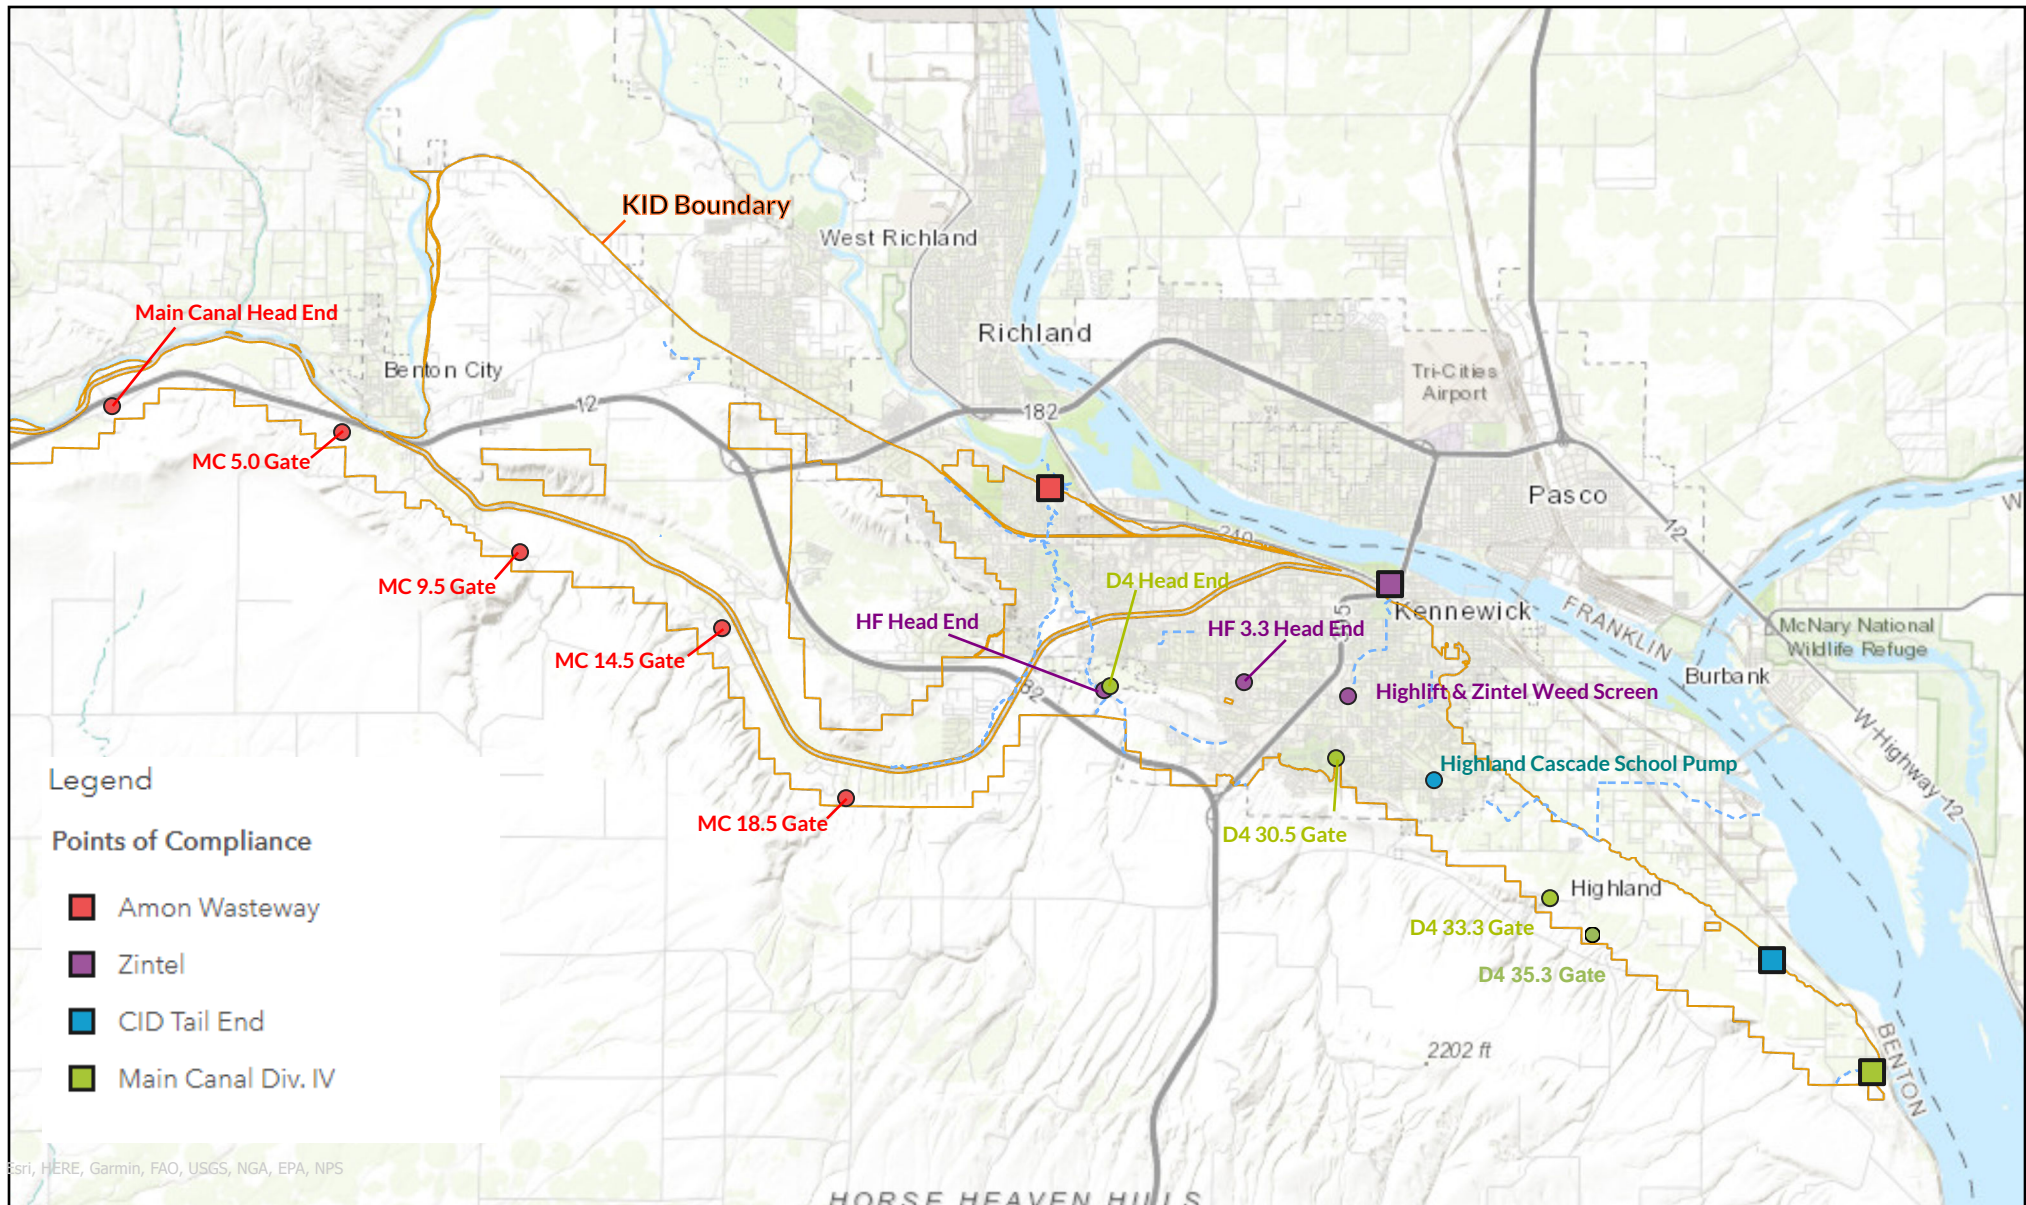 KID Boundary
West Richland
Main Canal Head End
Richland
Benton City
Tri-Cities
Airport
12
182
MC 5.0 Gate
Pasco
W
12
240
MC 9.5 Gate
D4 Head End
HF Head End
HF 3.3 Head End
Kennewick
FRANKLIN
McNary National
Wildlife Refuge
MC 14.5 Gate
Burbank
82
Highlift & Zintel Weed Screen
W Highway 12
Highland Cascade School Pump
MC 18.5 Gate
D4 30.5 Gate
Highland
D4 33.3 Gate
D4 35.3 Gate
2202 ft
BENTON
HORSE HEAVEN HILLS
Legend
Points of Compliance
Amon Wasteway
Zintel
CID Tail End
Main Canal Div. IV
Esri, HERE, Garmin, FAO, USGS, NGA, EPA, NPS